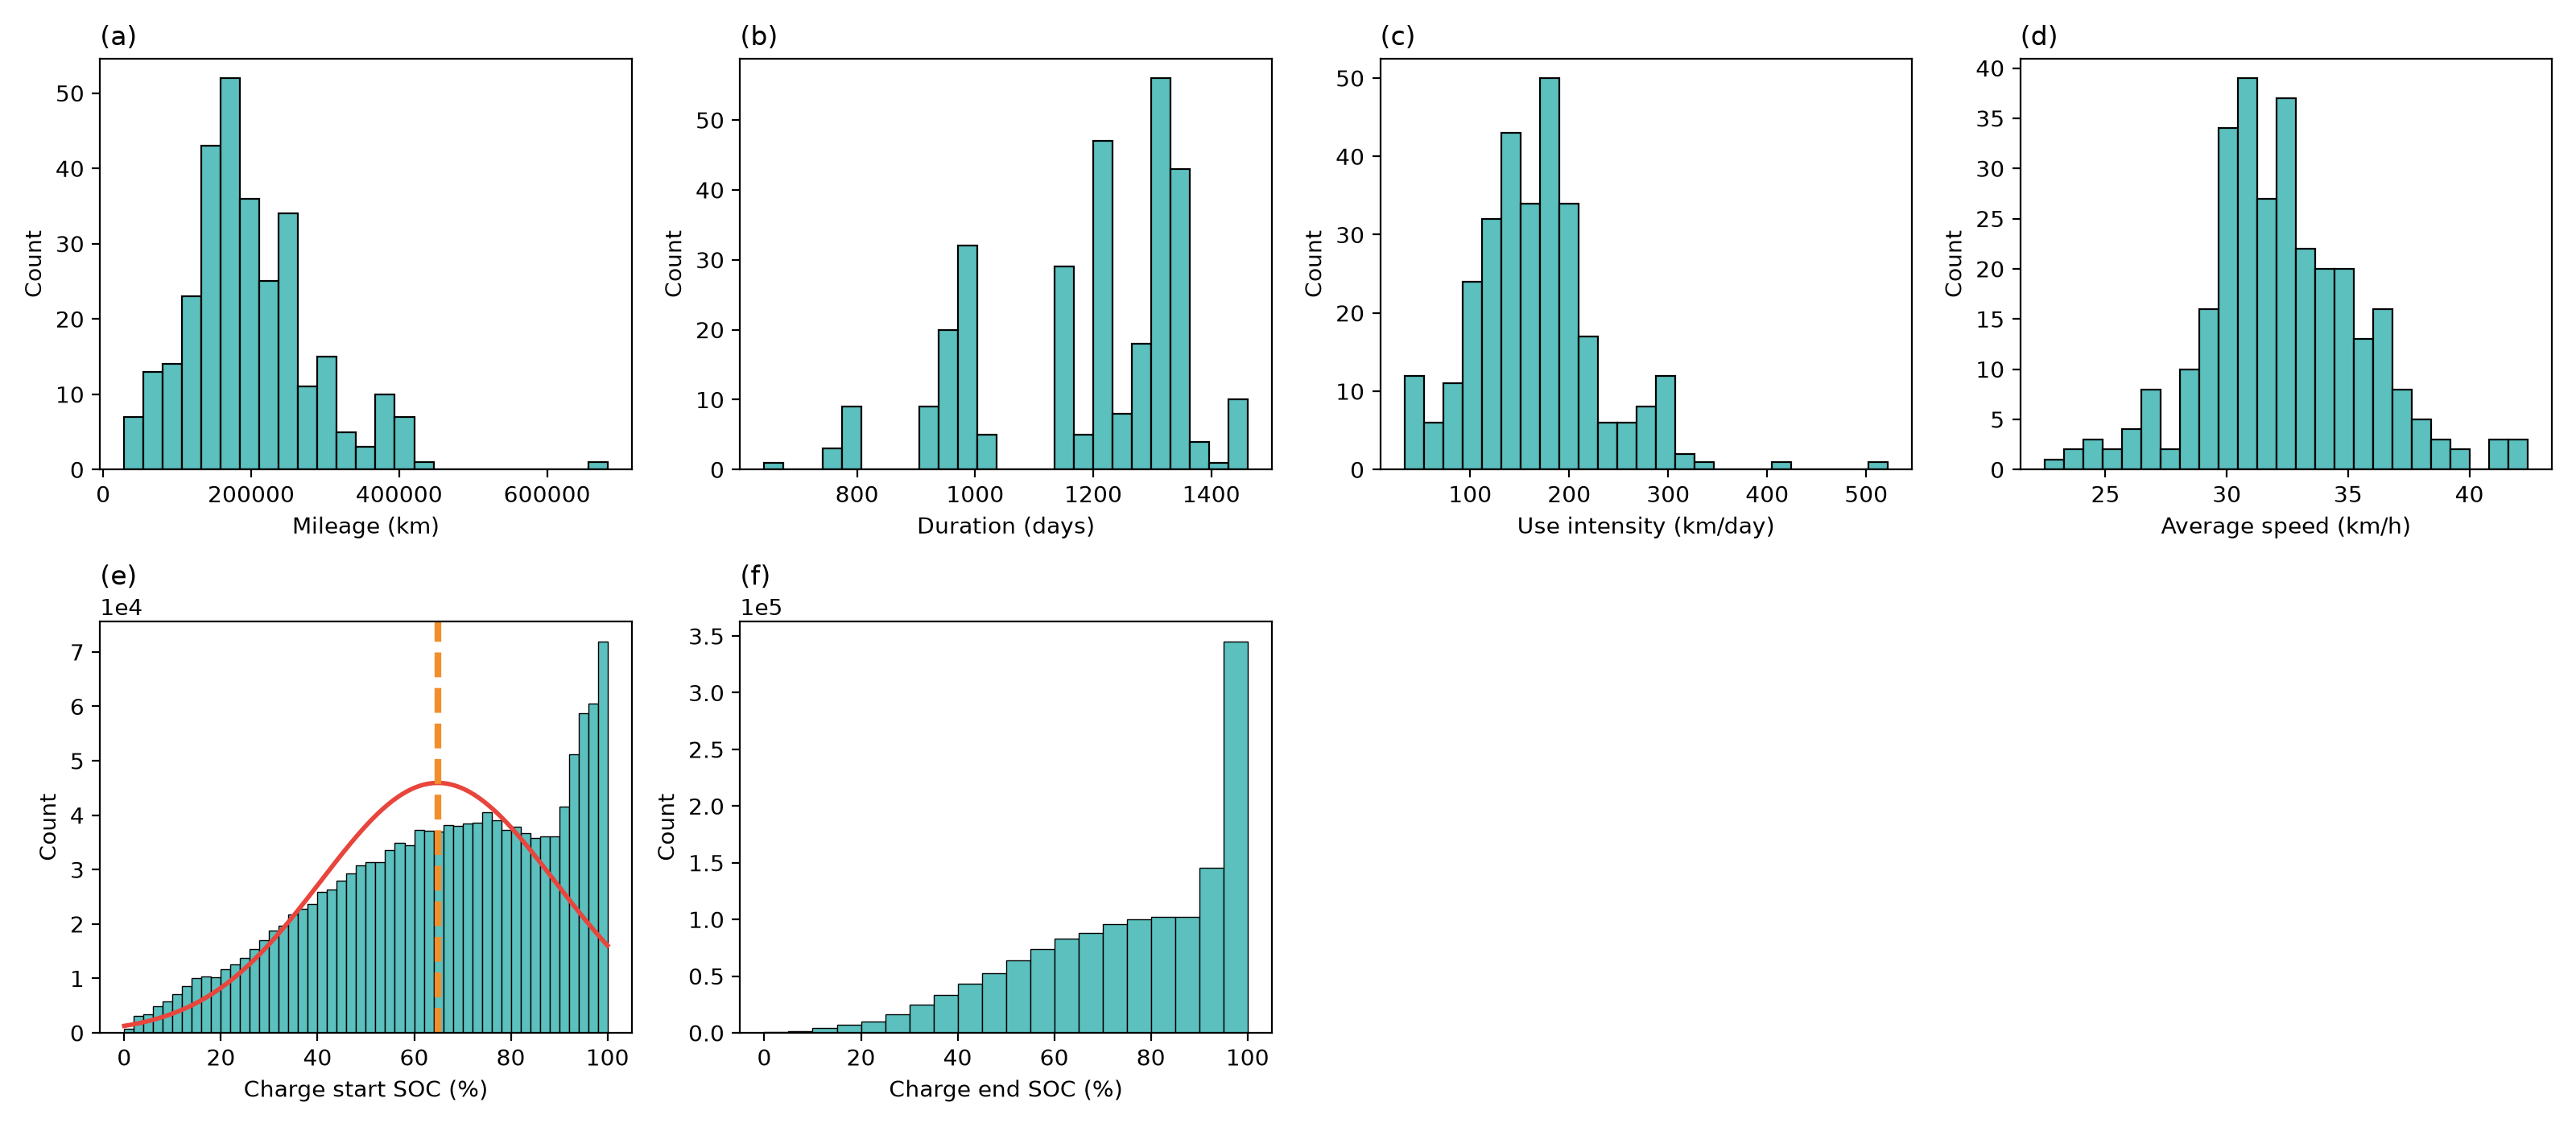 (a)
50
40
30
20
10
0
Count
0 200000 400000 600000
Mileage (km)
(b)
50
40
30
20
10
0
Count
800 1000 1200 1400
Duration (days)
(c)
50
40
30
20
10
0
Count
100 200 300 400 500
Use intensity (km/day)
(d)
40
35
30
25
20
15
10
5
0
Count
25 30 35 40
Average speed (km/h)
(e)
1e4
7
6
5
4
3
2
1
0
Count
0 20 40 60 80 100
Charge start SOC (%)
(f)
1e5
3.5
3.0
2.5
2.0
1.5
1.0
0.5
0.0
Count
0 20 40 60 80 100
Charge end SOC (%)